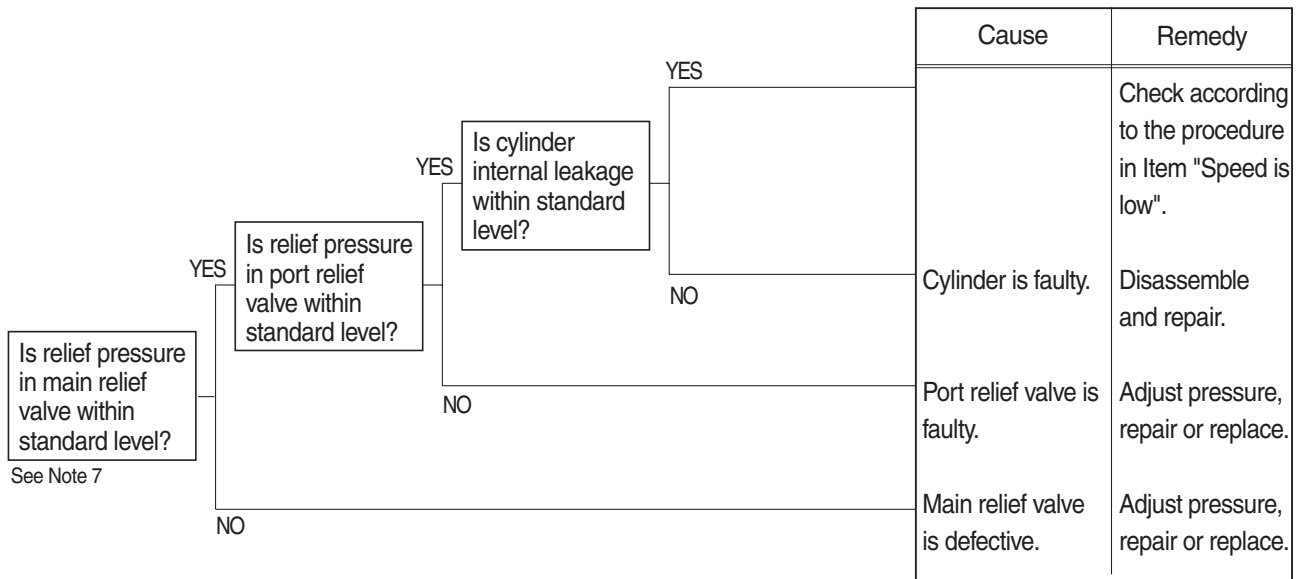 Cause
Remedy
YES
Check according
to the procedure
in Item "Speed is
low".
YES
Is cylinder
internal leakage
within standard
level?
NO
Cylinder is faulty.
Disassemble
and repair.
YES
Is relief pressure
in port relief
valve within
standard level?
NO
Port relief valve is
faulty.
Adjust pressure,
repair or replace.
Is relief pressure
in main relief
valve within
standard level?
See Note 7
NO
Main relief valve
is defective.
Adjust pressure,
repair or replace.